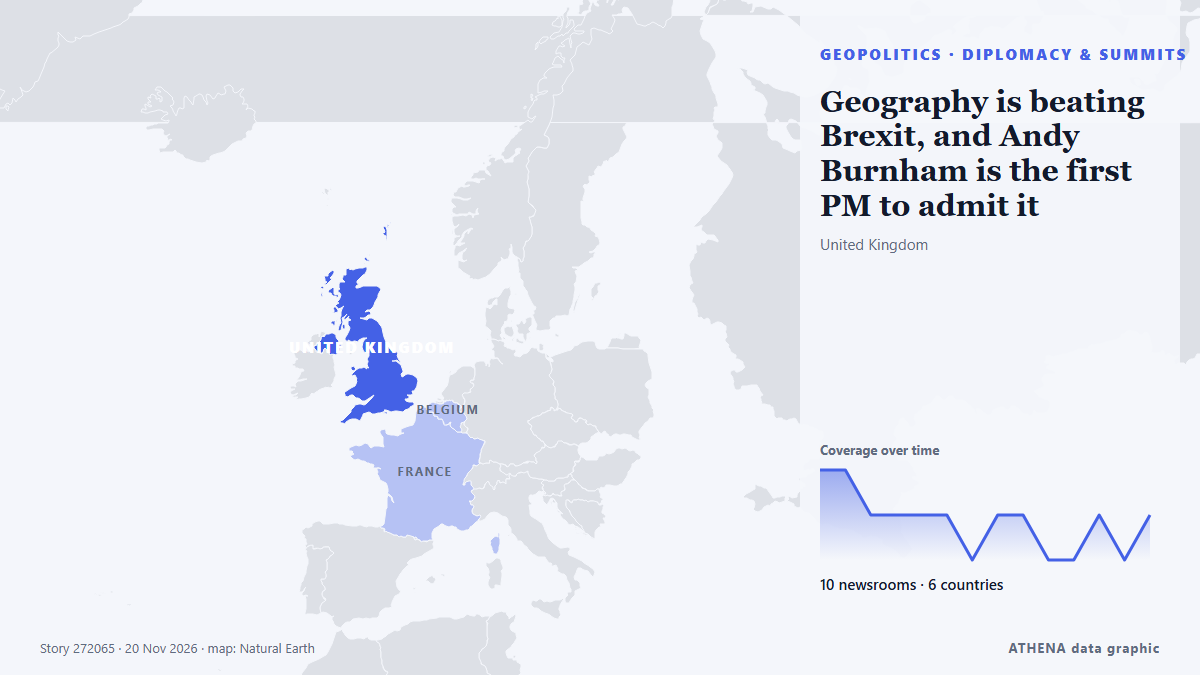 GEOPOLITICS · DIPLOMACY & SUMMITS
Geography is beating
Brexit, and Andy
Burnham is the first
PM to admit it
United Kingdom
UNITED KINGDOM
BELGIUM
FRANCE
Coverage over time
10 newsrooms · 6 countries
Story 272065 · 20 Nov 2026 · map: Natural Earth
ATHENA data graphic